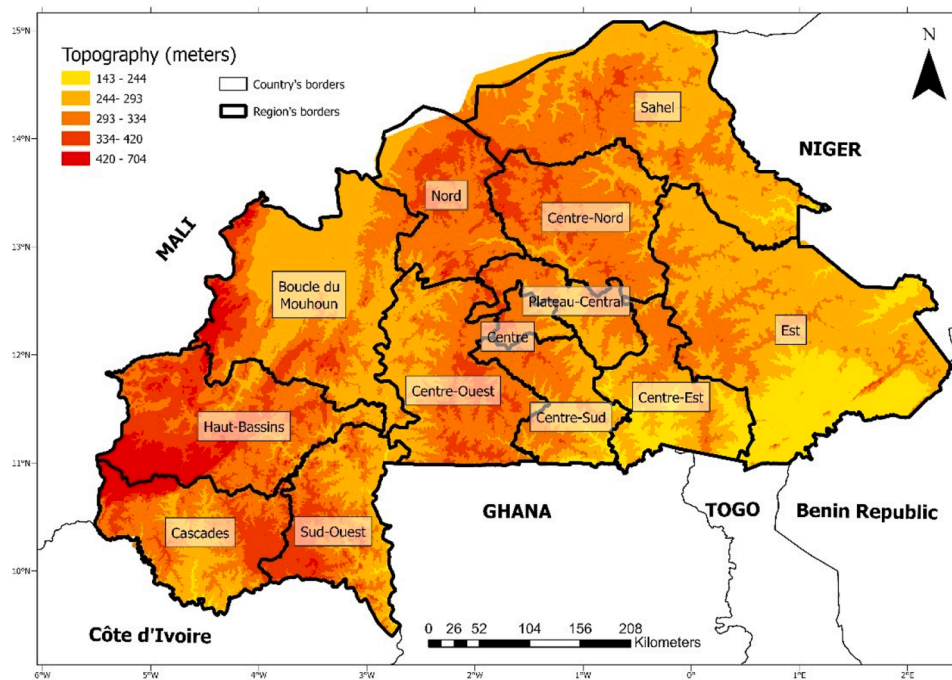 15°N
14°N
13°N
12°N
11°N
10°N
Topography (meters)
143 - 244
244- 293
293 - 334
334- 420
420 - 704
Country's borders
Region's borders
N
Sahel
NIGER
Nord
Centre-Nord
MALI
Boucle du
Mouhoun
Plateau-Central
Centre
Est
Centre-Ouest
Centre-Est
Haut-Bassins
Centre-Sud
GHANA
TOGO
Benin Republic
Cascades
Sud-Ouest
Côte d'Ivoire
0 26 52 104 156 208
Kilometers
6°W 5°W 4°W 3°W 2°W 1°W 0° 1°E 2°E